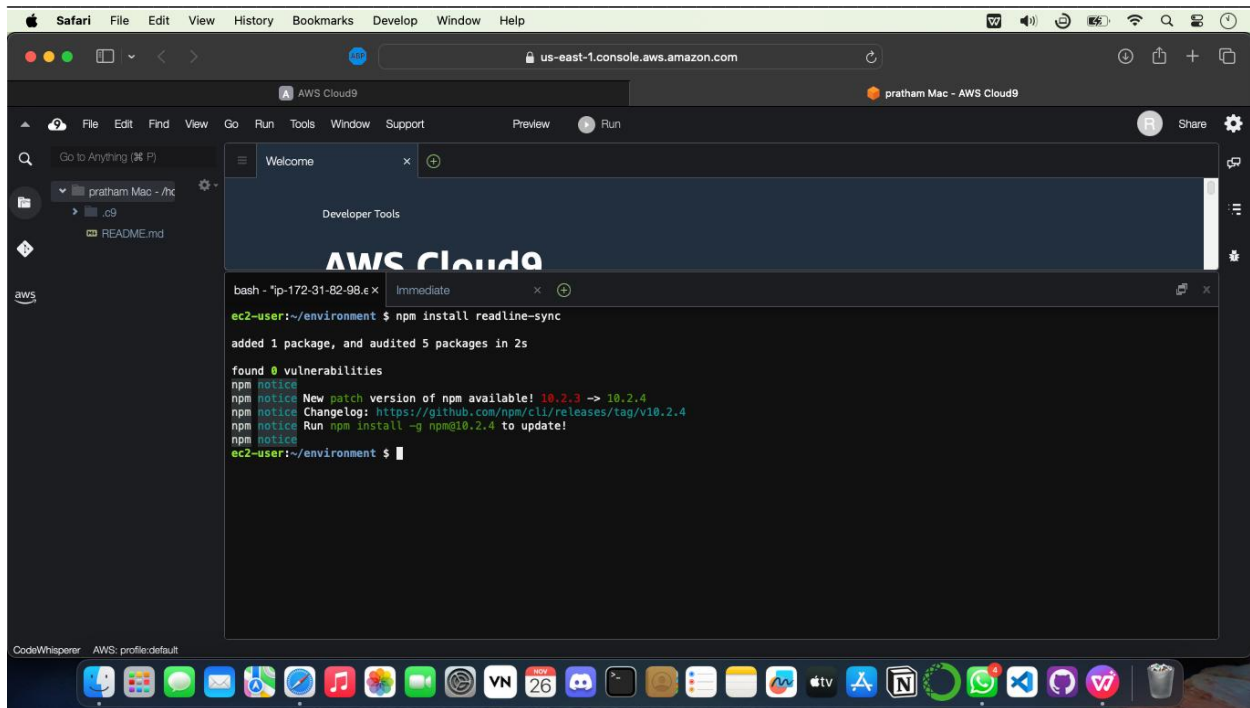 Safari File Edit View History Bookmarks Develop Window Help
ABP us-east-1.console.aws.amazon.com
A AWS Cloud9 pratham Mac - AWS Cloud9
9 File Edit Find View Go Run Tools Window Support Preview Run R Share
Go to Anything (⌘ P) Welcome
pratham Mac - /hc
.c9
README.md
Developer Tools
AWS Cloud9
aws
bash - "ip-172-31-82-98.e Immediate
ec2-user:~/environment $ npm install readline-sync
added 1 package, and audited 5 packages in 2s
found 0 vulnerabilities
npm notice
npm notice New patch version of npm available! 10.2.3 -> 10.2.4
npm notice Changelog: https://github.com/npm/cli/releases/tag/v10.2.4
npm notice Run npm install -g npm@10.2.4 to update!
npm notice
ec2-user:~/environment $
CodeWhisperer AWS: profile:default
VN NOV 26 tv N 4